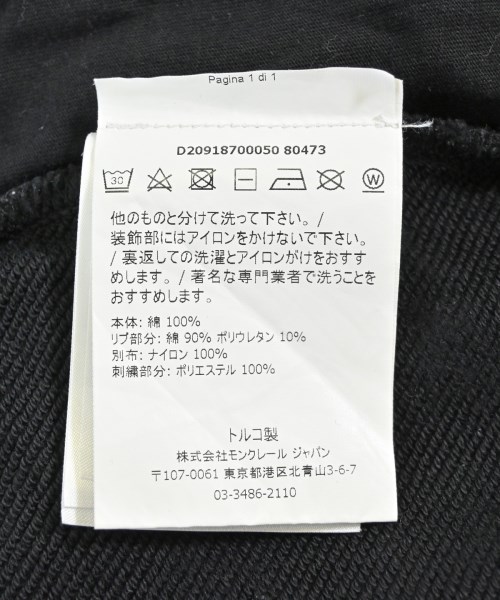 Pagina 1 di 1
D20918700050 80473
30 W
他のものと分けて洗って下さい。/
装飾部にはアイロンをかけないで下さい。
/ 裏返しての洗濯とアイロンがけをおすす
めします。/ 著名な専門業者で洗うことを
おすすめします。
本体: 綿 100%
リブ部分: 綿 90% ポリウレタン 10%
別布: ナイロン 100%
刺繍部分: ポリエステル 100%
トルコ製
株式会社モンクレール ジャパン
〒107-0061 東京都港区北青山3-6-7
03-3486-2110